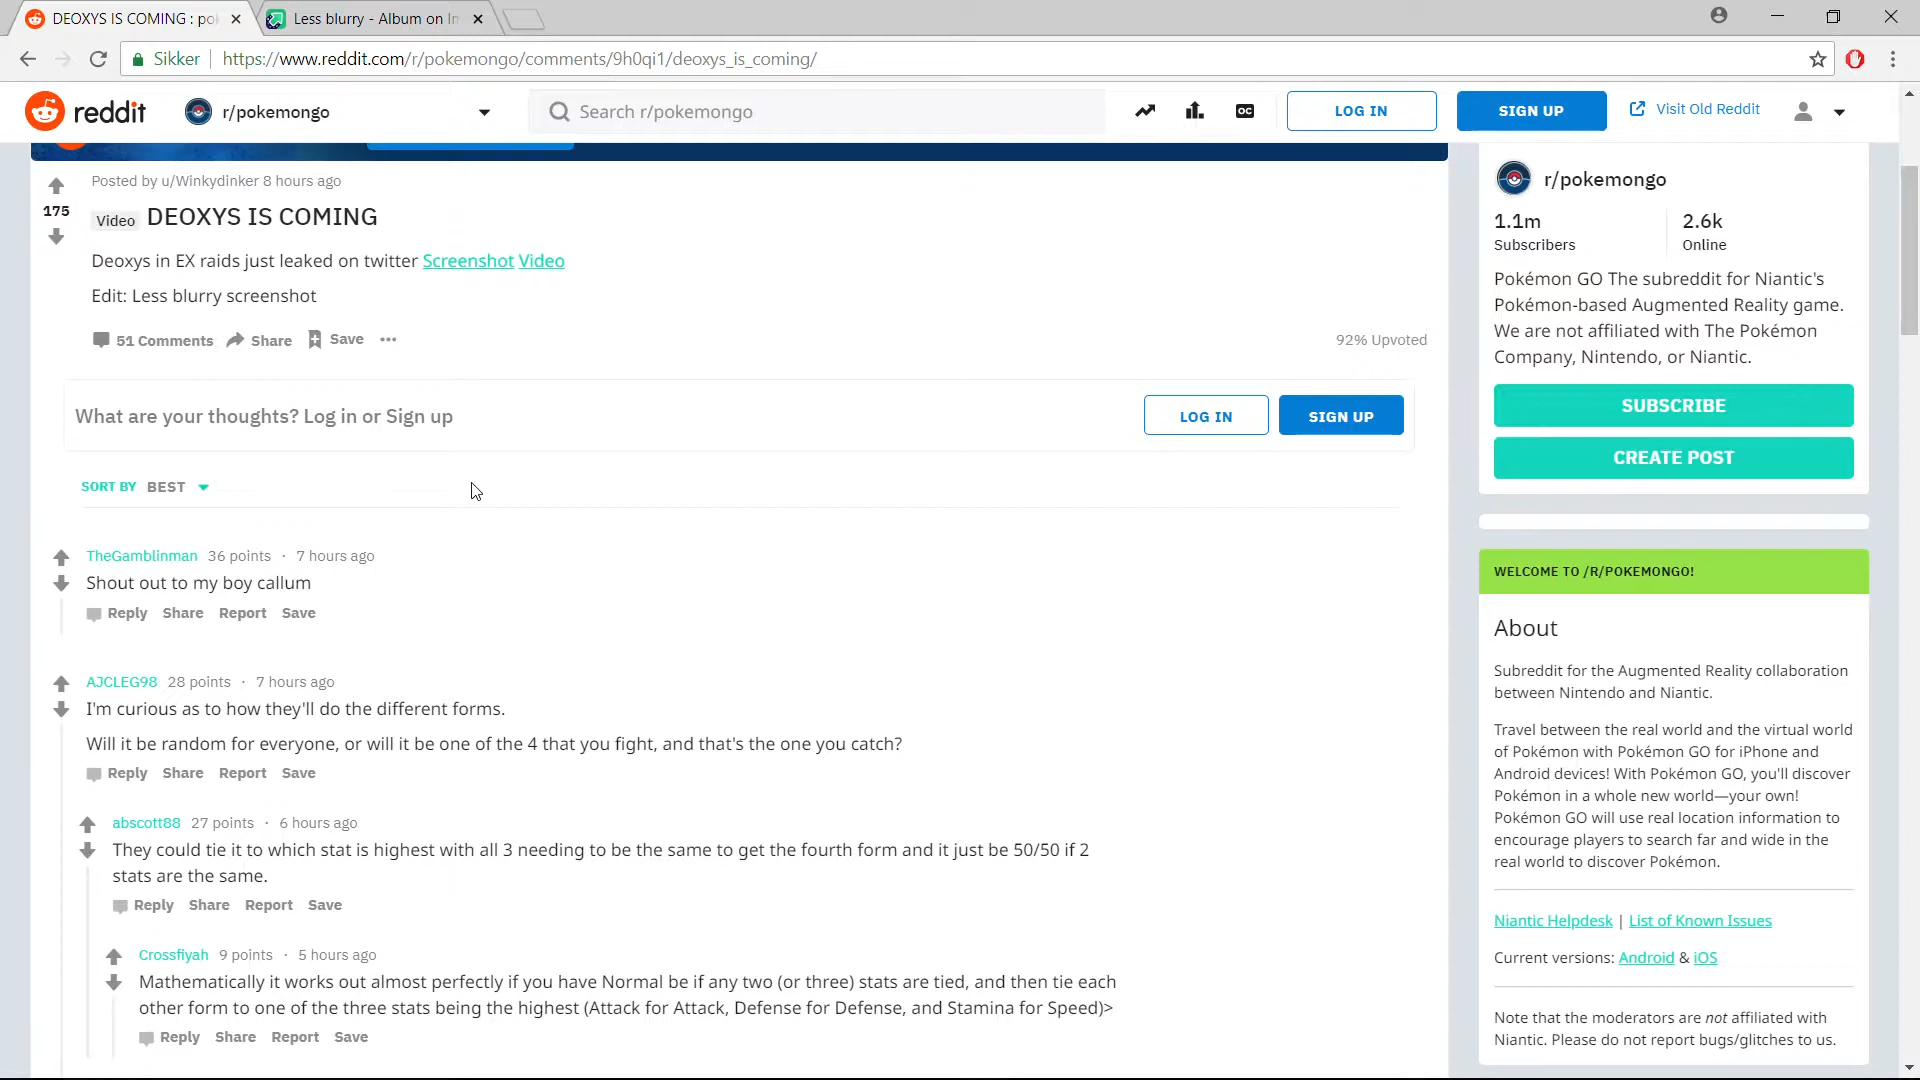 DEOXYS IS COMING : po
Less blurry - Album on Im
Sikker
https://www.reddit.com/r/pokemongo/comments/9h0qi1/deoxys_is_coming/
reddit
r/pokemongo
Search r/pokemongo
OC
LOG IN
SIGN UP
Visit Old Reddit
Posted by u/Winkydinker 8 hours ago
175
Video DEOXYS IS COMING
Deoxys in EX raids just leaked on twitter Screenshot Video
Edit: Less blurry screenshot
51 Comments Share Save
92% Upvoted
What are your thoughts? Log in or Sign up
LOG IN
SIGN UP
SORT BY BEST
TheGamblinman 36 points · 7 hours ago
Shout out to my boy callum
Reply Share Report Save
AJCLEG98 28 points · 7 hours ago
I'm curious as to how they'll do the different forms.
Will it be random for everyone, or will it be one of the 4 that you fight, and that's the one you catch?
Reply Share Report Save
abscott88 27 points · 6 hours ago
They could tie it to which stat is highest with all 3 needing to be the same to get the fourth form and it just be 50/50 if 2
stats are the same.
Reply Share Report Save
Crossfiyah 9 points · 5 hours ago
Mathematically it works out almost perfectly if you have Normal be if any two (or three) stats are tied, and then tie each
other form to one of the three stats being the highest (Attack for Attack, Defense for Defense, and Stamina for Speed)>
Reply Share Report Save
r/pokemongo
1.1m 2.6k
Subscribers Online
Pokémon GO The subreddit for Niantic's
Pokémon-based Augmented Reality game.
We are not affiliated with The Pokémon
Company, Nintendo, or Niantic.
SUBSCRIBE
CREATE POST
WELCOME TO /R/POKEMONGO!
About
Subreddit for the Augmented Reality collaboration
between Nintendo and Niantic.
Travel between the real world and the virtual world
of Pokémon with Pokémon GO for iPhone and
Android devices! With Pokémon GO, you'll discover
Pokémon in a whole new world—your own!
Pokémon GO will use real location information to
encourage players to search far and wide in the
real world to discover Pokémon.
Niantic Helpdesk | List of Known Issues
Current versions: Android & iOS
Note that the moderators are not affiliated with
Niantic. Please do not report bugs/glitches to us.